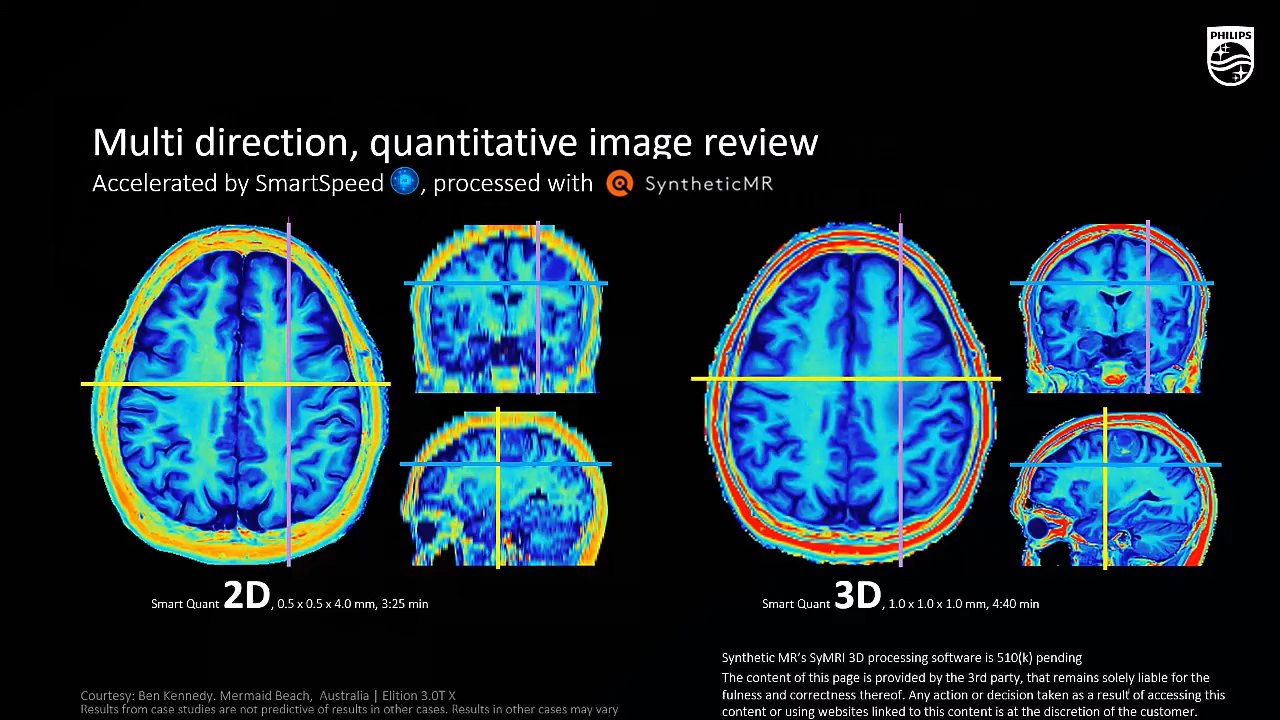 PHILIPS
Multi direction, quantitative image review
Accelerated by SmartSpeed AI, processed with SyntheticMR
Smart Quant 2D, 0.5 x 0.5 x 4.0 mm, 3:25 min
Smart Quant 3D, 1.0 x 1.0 x 1.0 mm, 4:40 min
Synthetic MR's SyMRI 3D processing software is 510(k) pending
The content of this page is provided by the 3rd party, that remains solely liable for the
fulness and correctness thereof. Any action or decision taken as a result of accessing this
content or using websites linked to this content is at the discretion of the customer.
Courtesy: Ben Kennedy. Mermaid Beach, Australia | Elition 3.0T X
Results from case studies are not predictive of results in other cases. Results in other cases may vary